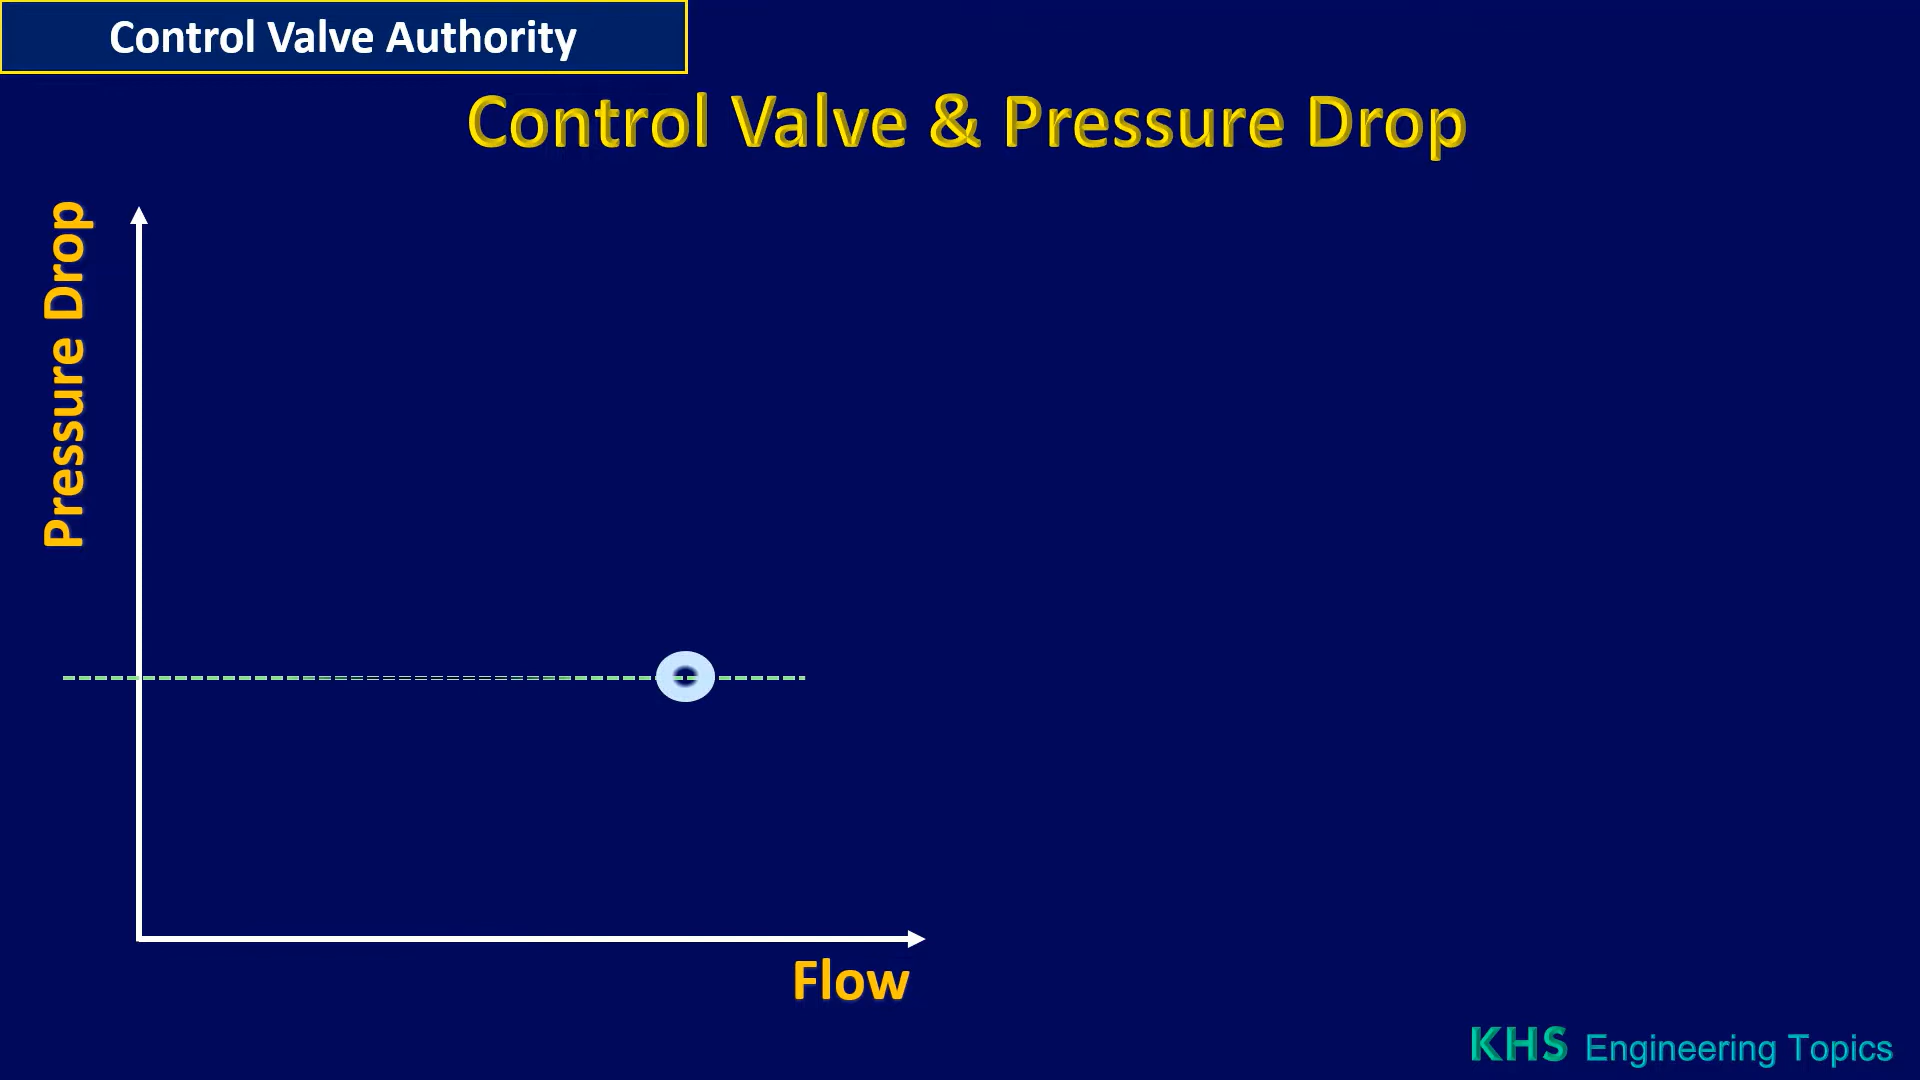 Control Valve Authority
Control Valve & Pressure Drop
Pressure Drop
Flow
KHS Engineering Topics